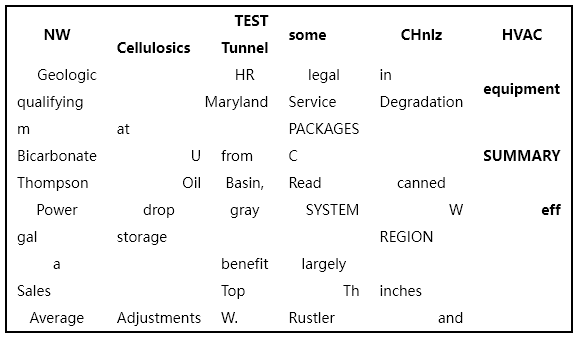 NW Cellulosics TEST Tunnel some CHnlz HVAC
Geologic HR legal in equipment
qualifying Maryland Service Degradation
m at PACKAGES
Bicarbonate U from C SUMMARY
Thompson Oil Basin, Read canned
Power drop gray SYSTEM W eff
gal storage REGION
a benefit largely
Sales Top Th inches
Average Adjustments W. Rustler and